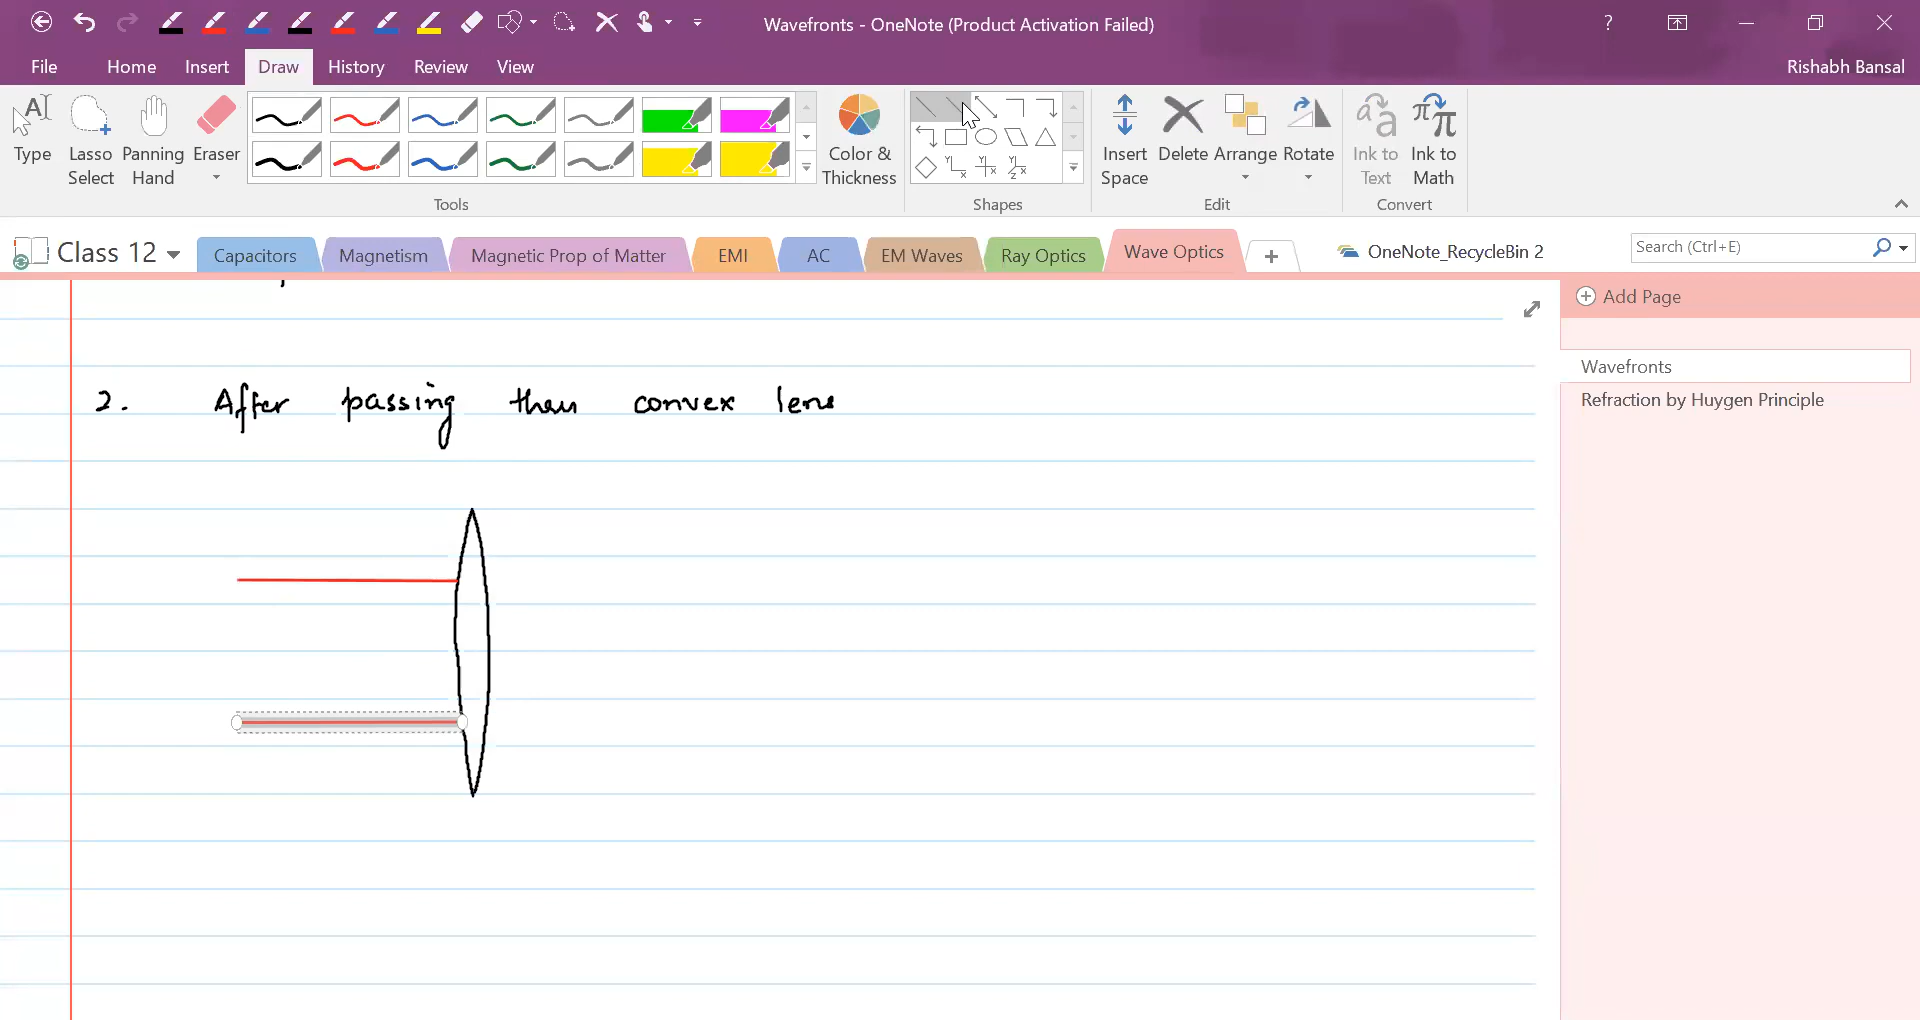 Wavefronts - OneNote (Product Activation Failed)
?
File Home Insert Draw History Review View
Rishabh Bansal
Type
Lasso Select
Panning Hand
Eraser
Color & Thickness
Insert Space
Delete
Arrange
Rotate
Ink to Text
Ink to Math
Tools
Shapes
Edit
Convert
Class 12
Capacitors
Magnetism
Magnetic Prop of Matter
EMI
AC
EM Waves
Ray Optics
Wave Optics
OneNote_RecycleBin 2
Search (Ctrl+E)
Add Page
Wavefronts
Refraction by Huygen Principle
2. After passing convex lens